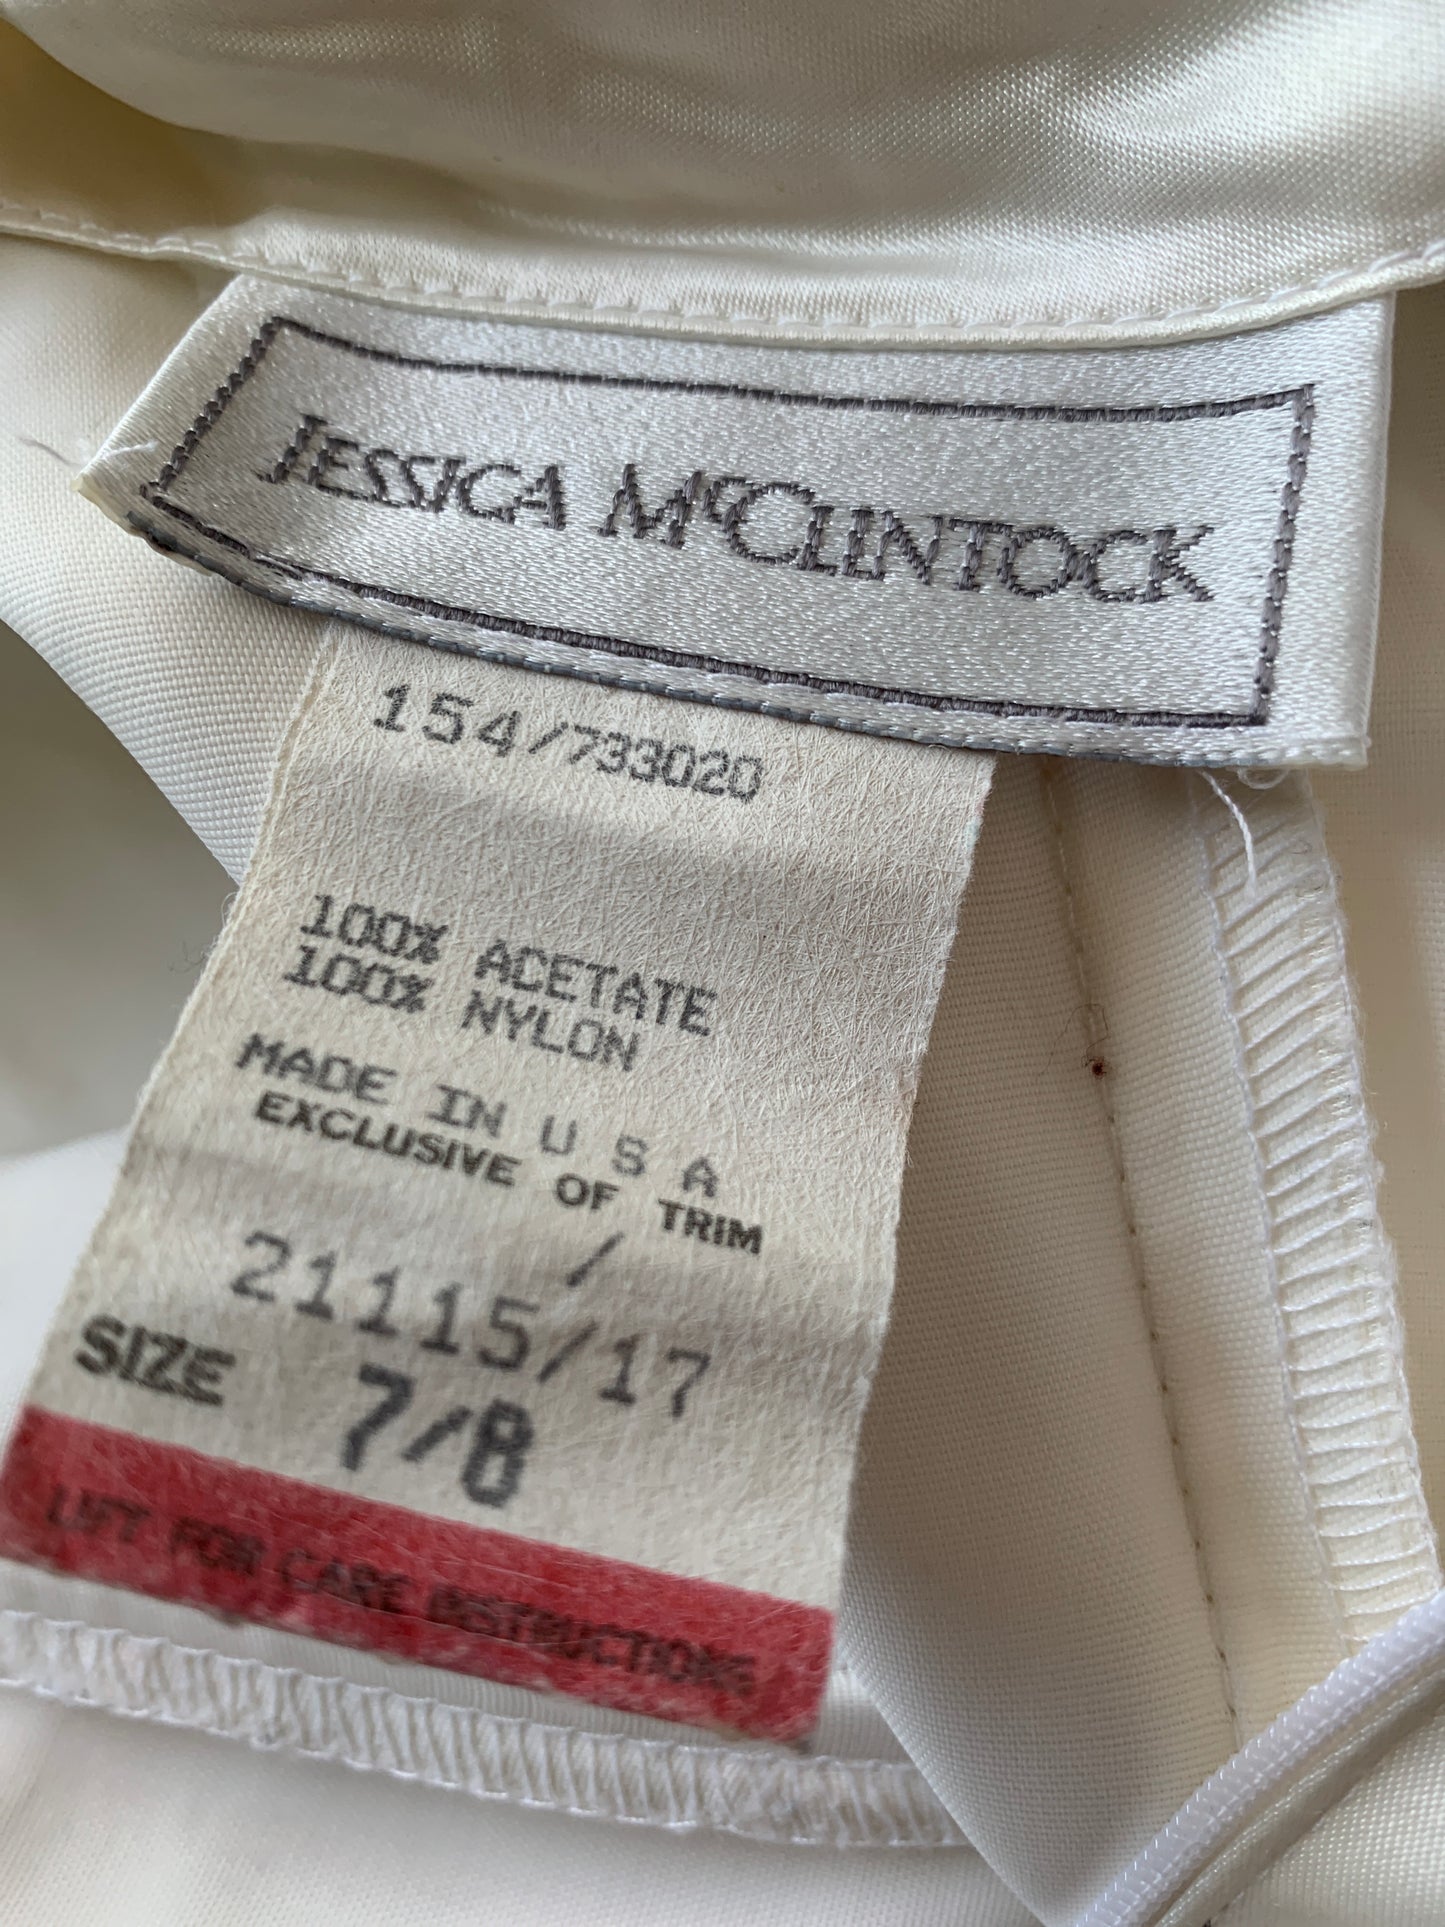 JESSICA McCLINTOCK
154/733020
100% ACETATE
100% NYLON
MADE IN U S A
EXCLUSIVE OF TRIM
/
21115/17
SIZE 7/8
LIFT FOR CARE INSTRUCTIONS